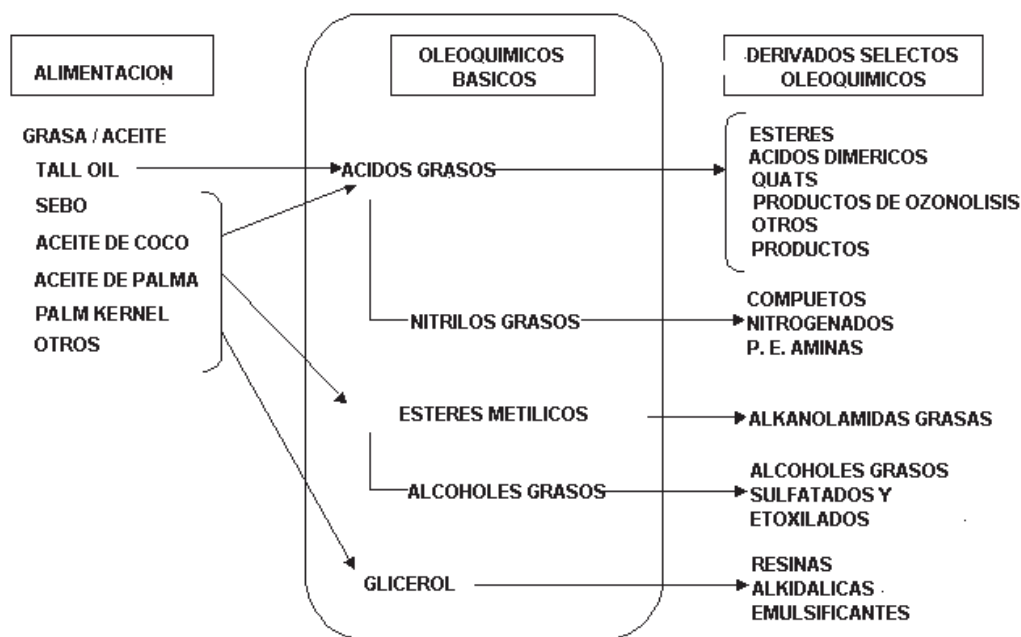 ALIMENTACION
OLEOQUIMICOS
BASICOS
DERIVADOS SELECTOS
OLEOQUIMICOS
GRASA / ACEITE
TALL OIL
SEBO
ACEITE DE COCO
ACEITE DE PALMA
PALM KERNEL
OTROS
ACIDOS GRASOS
NITRILOS GRASOS
ESTERES METILICOS
ALCOHOLES GRASOS
GLICEROL
ESTERES
ACIDOS DIMERICOS
QUATS
PRODUCTOS DE OZONOLISIS
OTROS
PRODUCTOS
COMPUETOS
NITROGENADOS
P. E. AMINAS
ALKANOLAMIDAS GRASAS
ALCOHOLES GRASOS
SULFATADOS Y
ETOXILADOS
RESINAS
ALKIDALICAS
EMULSIFICANTES